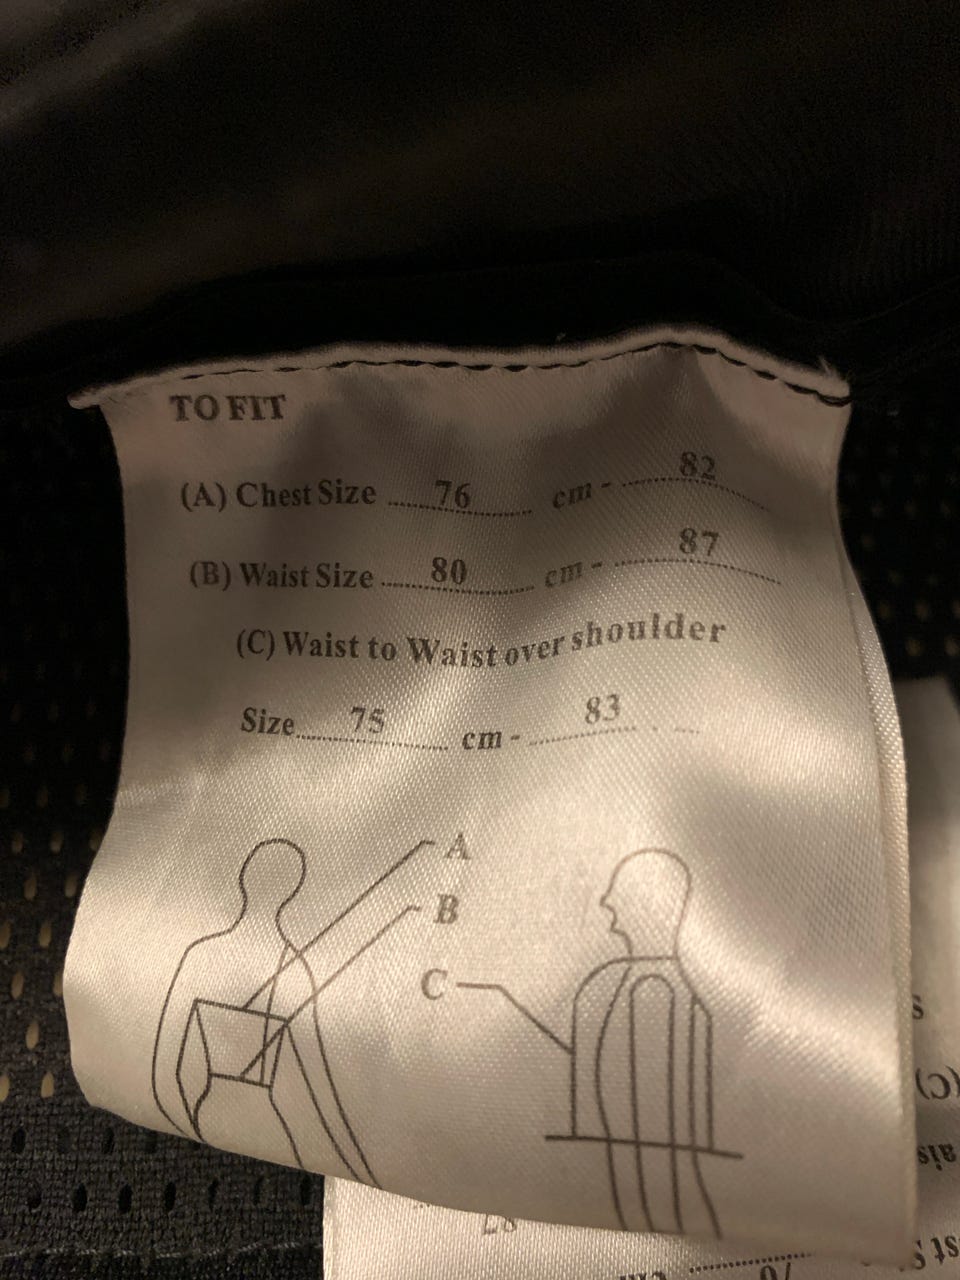 TO FIT
(A) Chest Size ........76........ cm - ........82........
(B) Waist Size ........80........ cm - ........87........
(C) Waist to Waist over shoulder
Size ........75........ cm - ........83........
A
B
C